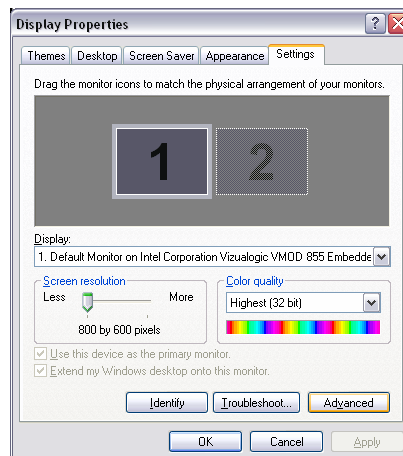 Display Properties
Themes Desktop Screen Saver Appearance Settings
Drag the monitor icons to match the physical arrangement of your monitors.
1 2
Display:
1. Default Monitor on Intel Corporation Vizualogic VMOD 855 Embedde
Screen resolution
Less More
800 by 600 pixels
Color quality
Highest (32 bit)
Use this device as the primary monitor.
Extend my Windows desktop onto this monitor.
Identify Troubleshoot... Advanced
OK Cancel Apply